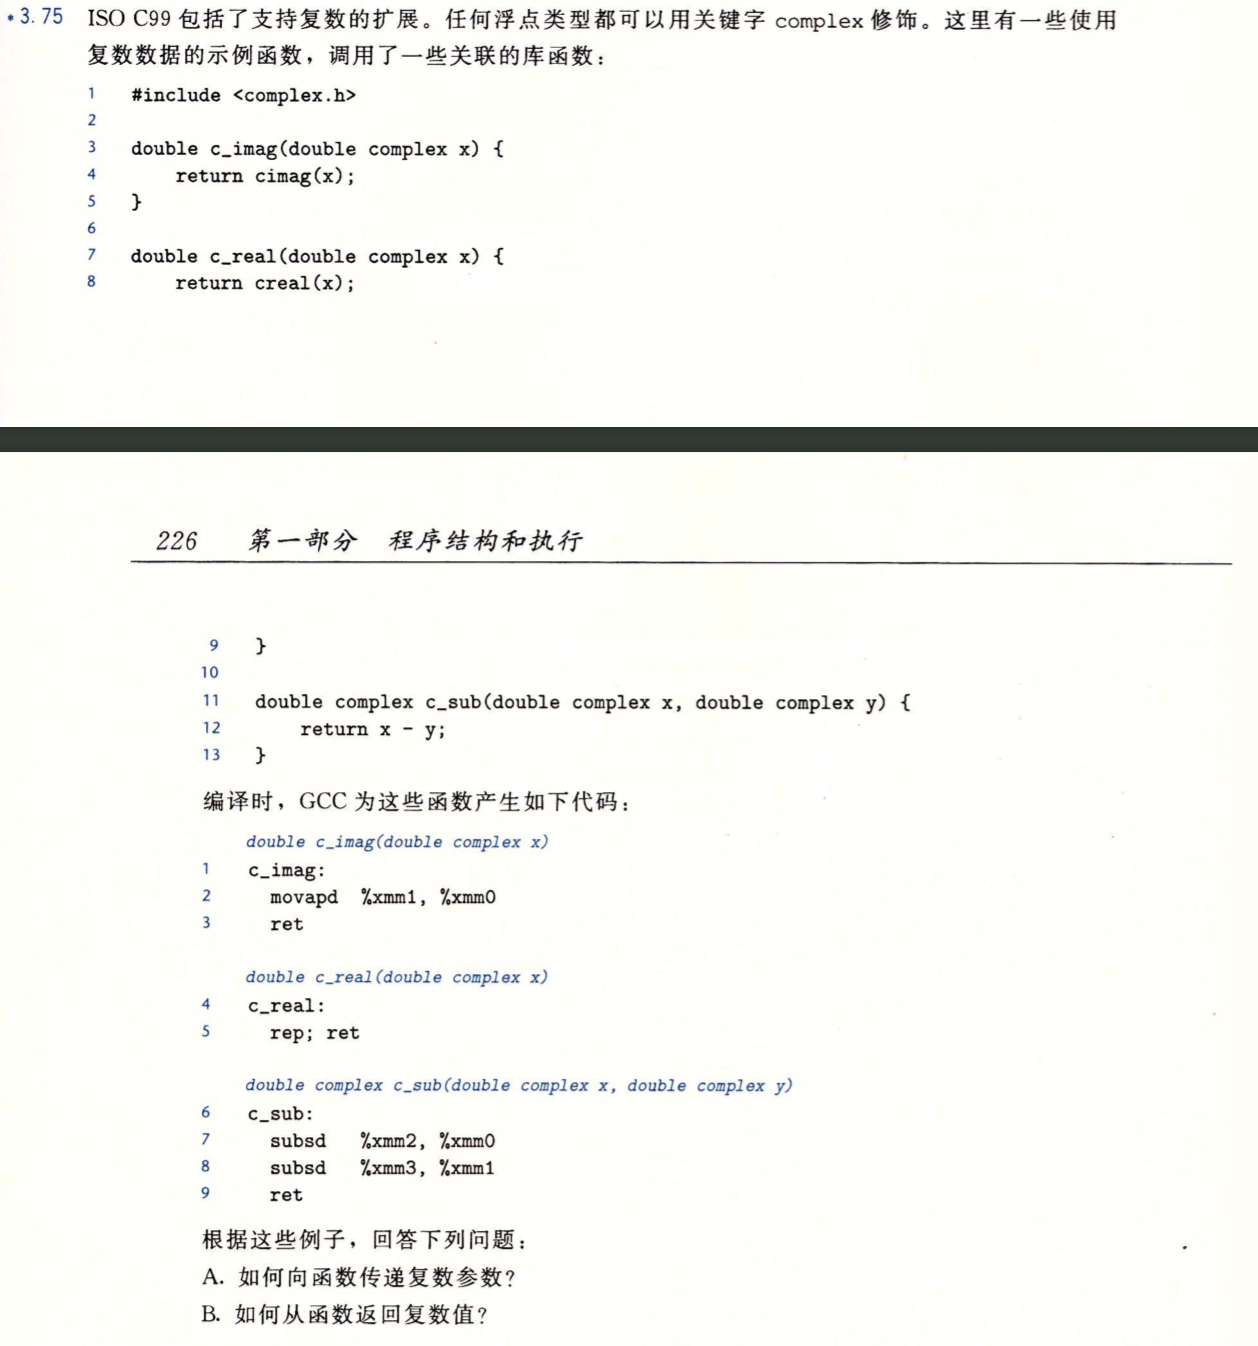 *3.75 ISO C99 包括了支持复数的扩展。任何浮点类型都可以用关键字 complex 修饰。这里有一些使用
复数数据的示例函数，调用了一些关联的库函数：
1 #include <complex.h>
2
3 double c_imag(double complex x) {
4 return cimag(x);
5 }
6
7 double c_real(double complex x) {
8 return creal(x);
226 第一部分 程序结构和执行
9 }
10
11 double complex c_sub(double complex x, double complex y) {
12 return x - y;
13 }
编译时，GCC 为这些函数产生如下代码：
double c_imag(double complex x)
1 c_imag:
2 movapd %xmm1, %xmm0
3 ret
double c_real(double complex x)
4 c_real:
5 rep; ret
double complex c_sub(double complex x, double complex y)
6 c_sub:
7 subsd %xmm2, %xmm0
8 subsd %xmm3, %xmm1
9 ret
根据这些例子，回答下列问题：
A. 如何向函数传递复数参数？
B. 如何从函数返回复数值？